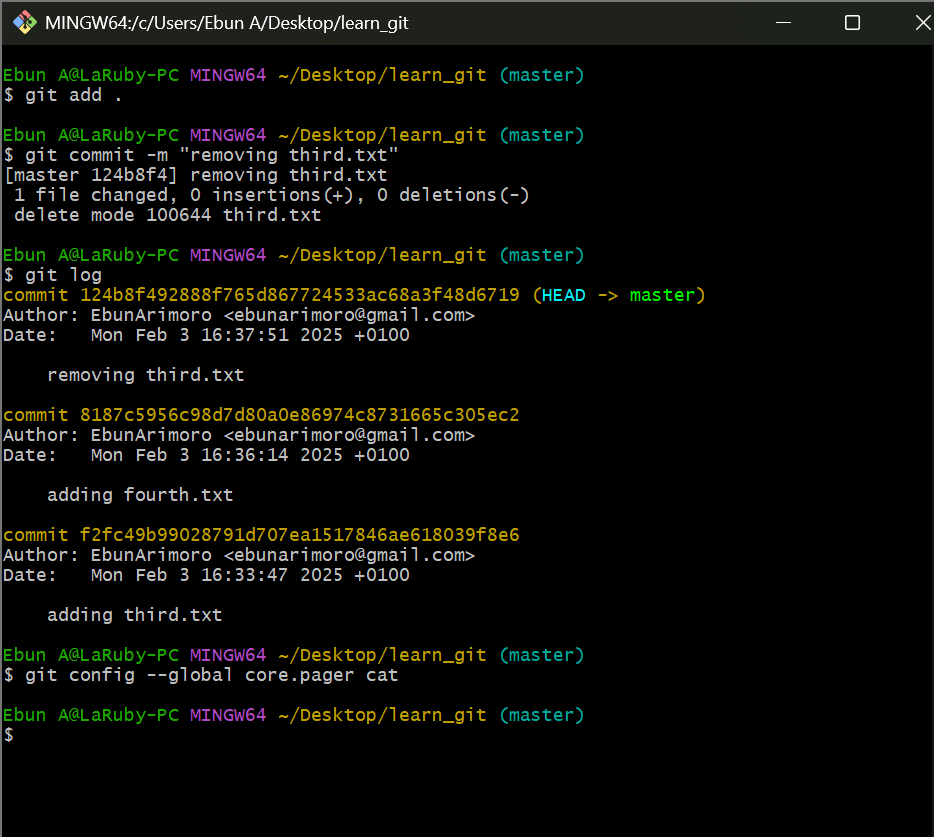 MINGW64:/c/Users/Ebun A/Desktop/learn_git
Ebun A@LaRuby-PC MINGW64 ~/Desktop/learn_git (master)
$ git add .
Ebun A@LaRuby-PC MINGW64 ~/Desktop/learn_git (master)
$ git commit -m "removing third.txt"
[master 124b8f4] removing third.txt
 1 file changed, 0 insertions(+), 0 deletions(-)
 delete mode 100644 third.txt
Ebun A@LaRuby-PC MINGW64 ~/Desktop/learn_git (master)
$ git log
commit 124b8f492888f765d867724533ac68a3f48d6719 (HEAD -> master)
Author: EbunArimoro <ebunarimoro@gmail.com>
Date:   Mon Feb 3 16:37:51 2025 +0100
    removing third.txt
commit 8187c5956c98d7d80a0e86974c8731665c305ec2
Author: EbunArimoro <ebunarimoro@gmail.com>
Date:   Mon Feb 3 16:36:14 2025 +0100
    adding fourth.txt
commit f2fc49b99028791d707ea1517846ae618039f8e6
Author: EbunArimoro <ebunarimoro@gmail.com>
Date:   Mon Feb 3 16:33:47 2025 +0100
    adding third.txt
Ebun A@LaRuby-PC MINGW64 ~/Desktop/learn_git (master)
$ git config --global core.pager cat
Ebun A@LaRuby-PC MINGW64 ~/Desktop/learn_git (master)
$